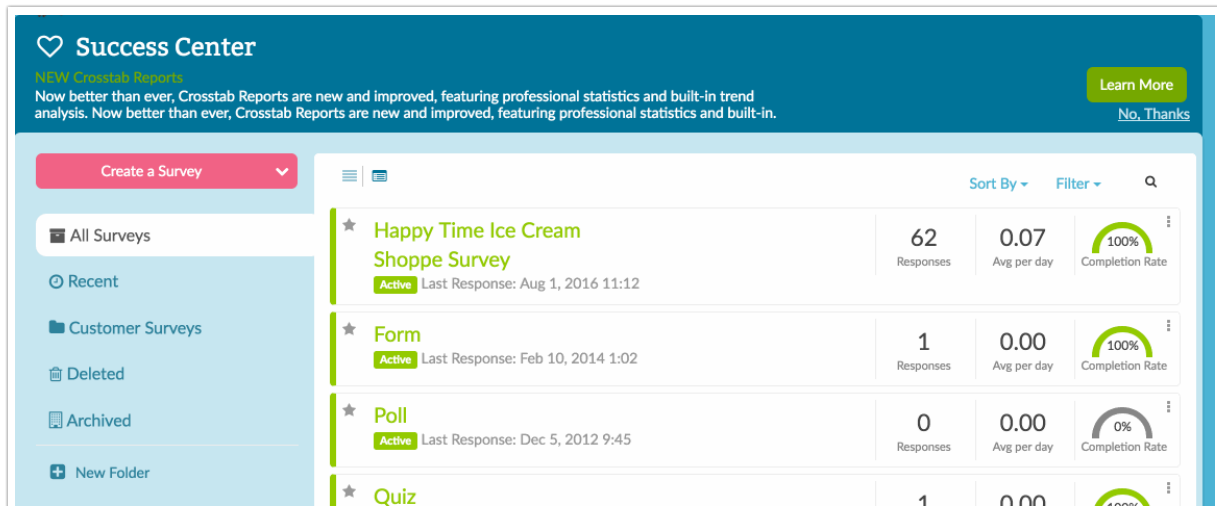 Success Center
NEW Crosstab Reports
Now better than ever, Crosstab Reports are new and improved, featuring professional statistics and built-in trend
analysis. Now better than ever, Crosstab Reports are new and improved, featuring professional statistics and built-in.
Learn More
No, Thanks
Create a Survey
All Surveys
Recent
Customer Surveys
Deleted
Archived
New Folder
Sort By
Filter
Happy Time Ice Cream
Shoppe Survey
Active Last Response: Aug 1, 2016 11:12
62
Responses
0.07
Avg per day
100%
Completion Rate
Form
Active Last Response: Feb 10, 2014 1:02
1
Responses
0.00
Avg per day
100%
Completion Rate
Poll
Active Last Response: Dec 5, 2012 9:45
0
Responses
0.00
Avg per day
0%
Completion Rate
Quiz
1
0.00
100%